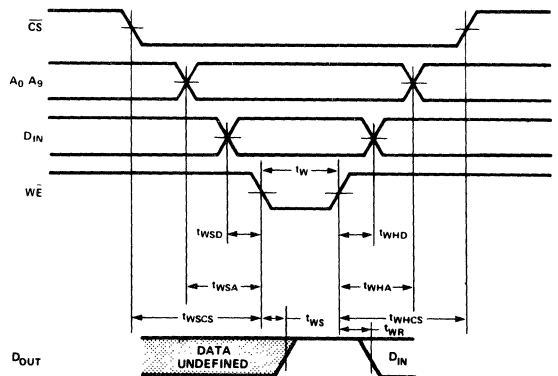 CS
A0 A9
DIN
tW
WE
tWSD tWHD
tWSA tWHA
tWSCS tWS tWHCS
tWR
DOUT DATA UNDEFINED DIN